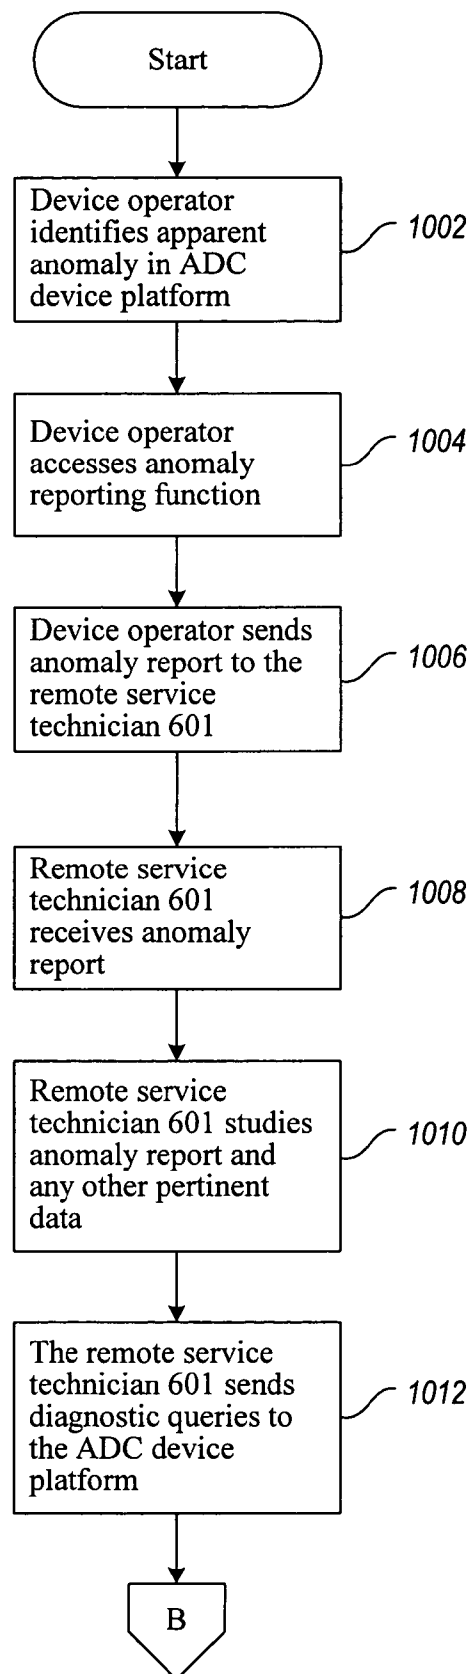 Start
Device operator
identifies apparent
anomaly in ADC
device platform
1002
Device operator
accesses anomaly
reporting function
1004
Device operator sends
anomaly report to the
remote service
technician 601
1006
Remote service
technician 601
receives anomaly
report
1008
Remote service
technician 601 studies
anomaly report and
any other pertinent
data
1010
The remote service
technician 601 sends
diagnostic queries to
the ADC device
platform
1012
B